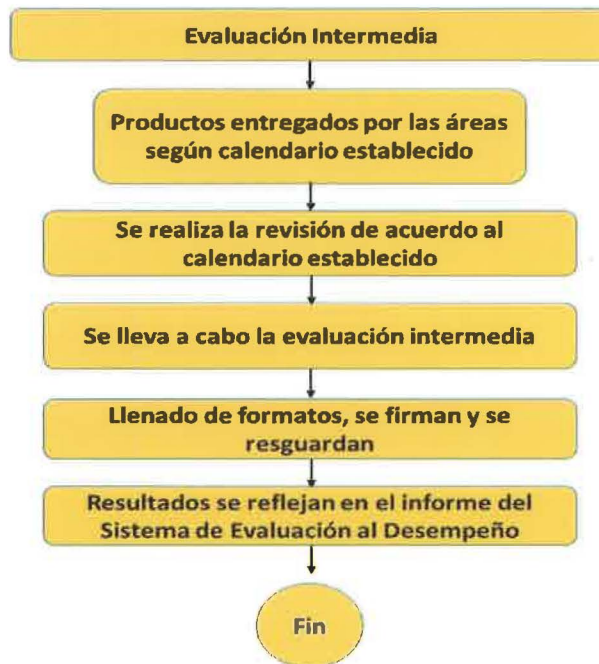 Evaluación Intermedia
Productos entregados por las áreas
según calendario establecido
Se realiza la revisión de acuerdo al
calendario establecido
Se lleva a cabo la evaluación intermedia
Llenado de formatos, se firman y se
resguardan
Resultados se reflejan en el informe del
Sistema de Evaluación al Desempeño
Fin